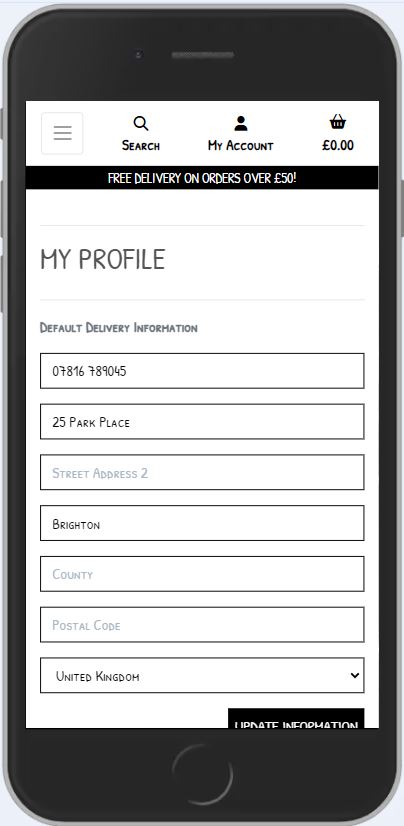 Search My Account £0.00
FREE DELIVERY ON ORDERS OVER £50!
MY PROFILE
Default Delivery Information
07816 789045
25 Park Place
Street Address 2
Brighton
County
Postal Code
United Kingdom
UPDATE INFORMATION